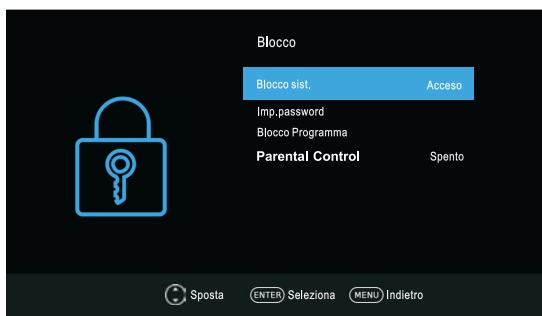 Blocco
Blocco sist. Acceso
Imp.password
Blocco Programma
Parental Control Spento
Sposta ENTER Seleziona MENU Indietro